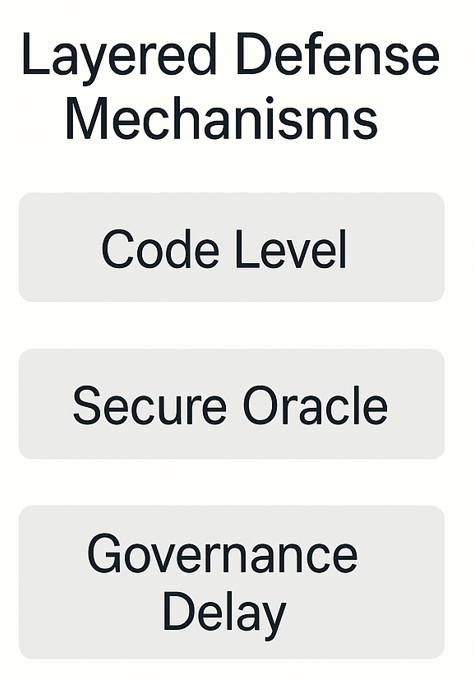 Layered Defense
Mechanisms
Code Level
Secure Oracle
Governance
Delay